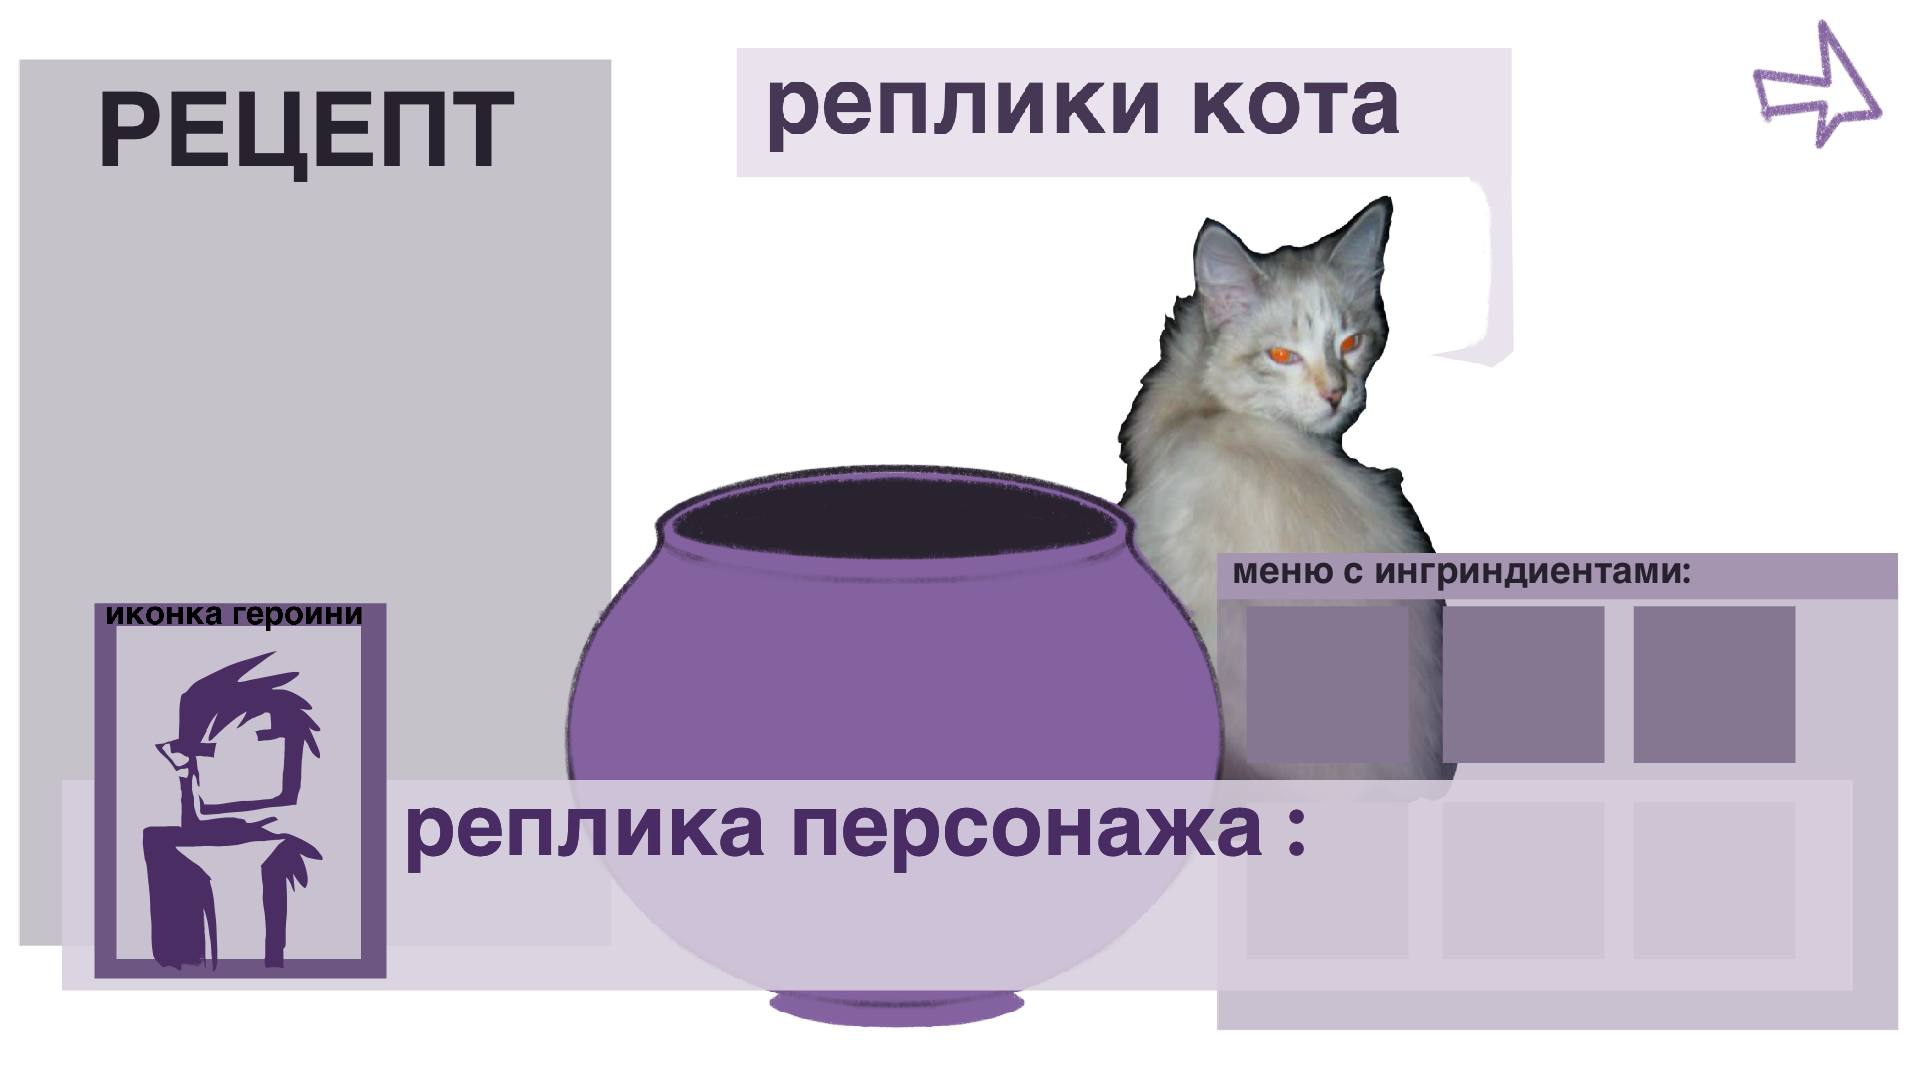 РЕЦЕПТ
реплики кота
меню с ингриндиентами:
иконка героини
реплика персонажа :